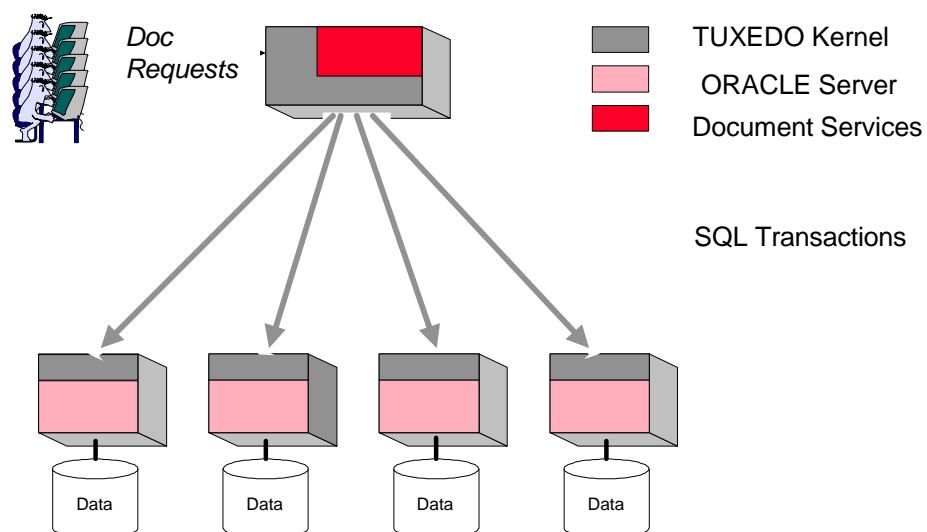 Doc
Requests
TUXEDO Kernel
ORACLE Server
Document Services
SQL Transactions
Data
Data
Data
Data